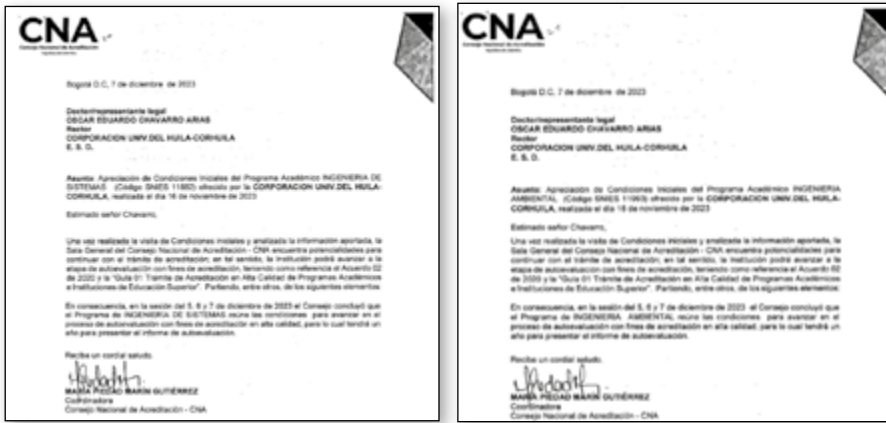 CNA
Consejo Nacional de Acreditación
Bogotá D.C, 7 de diciembre de 2023
Doctor/representante legal
OSCAR EDUARDO CHAVARRO ARIAS
Rector
CORPORACION UNIV.DEL HUILA-CORHUILA
E. S. D.
Asunto: Apreciación de Condiciones Iniciales del Programa Académico INGENIERIA DE
SISTEMAS (Código SNIES 11992) ofrecido por la CORPORACION UNIV.DEL HUILA-
CORHUILA, realizada el día 16 de noviembre de 2023
Estimado señor Chavarro,
Una vez realizada la visita de Condiciones iniciales y analizada la información aportada, la
Sala General del Consejo Nacional de Acreditación - CNA encuentra potencialidades para
continuar con el trámite de acreditación; en tal sentido, la institución podrá avanzar a la
etapa de autoevaluación con fines de acreditación, teniendo como referencia el Acuerdo 02
de 2020 y la "Guía 01: Trámite de Acreditación en Alta Calidad de Programas Académicos
e Instituciones de Educación Superior". Partiendo, entre otros, de los siguientes elementos:
En consecuencia, en la sesión del 5, 6 y 7 de diciembre de 2023 el Consejo concluyó que
el Programa de INGENIERIA DE SISTEMAS reúne las condiciones para avanzar en el
proceso de autoevaluación con fines de acreditación en alta calidad, para lo cual tendrá un
año para presentar el informe de autoevaluación.
Reciba un cordial saludo.
MARÍA PIEDAD MARÍN GUTIÉRREZ
Coordinadora
Consejo Nacional de Acreditación - CNA
CNA
Consejo Nacional de Acreditación
Bogotá D.C, 7 de diciembre de 2023
Doctor/representante legal
OSCAR EDUARDO CHAVARRO ARIAS
Rector
CORPORACION UNIV.DEL HUILA-CORHUILA
E. S. D.
Asunto: Apreciación de Condiciones Iniciales del Programa Académico INGENIERIA
AMBIENTAL (Código SNIES 11993) ofrecido por la CORPORACION UNIV.DEL HUILA-
CORHUILA, realizada el día 16 de noviembre de 2023
Estimado señor Chavarro,
Una vez realizada la visita de Condiciones iniciales y analizada la información aportada, la
Sala General del Consejo Nacional de Acreditación - CNA encuentra potencialidades para
continuar con el trámite de acreditación; en tal sentido, la institución podrá avanzar a la
etapa de autoevaluación con fines de acreditación, teniendo como referencia el Acuerdo 02
de 2020 y la "Guía 01: Trámite de Acreditación en Alta Calidad de Programas Académicos
e Instituciones de Educación Superior". Partiendo, entre otros, de los siguientes elementos:
En consecuencia, en la sesión del 5, 6 y 7 de diciembre de 2023 el Consejo concluyó que
el Programa de INGENIERIA AMBIENTAL reúne las condiciones para avanzar en el
proceso de autoevaluación con fines de acreditación en alta calidad, para lo cual tendrá un
año para presentar el informe de autoevaluación.
Reciba un cordial saludo.
MARÍA PIEDAD MARÍN GUTIÉRREZ
Coordinadora
Consejo Nacional de Acreditación - CNA